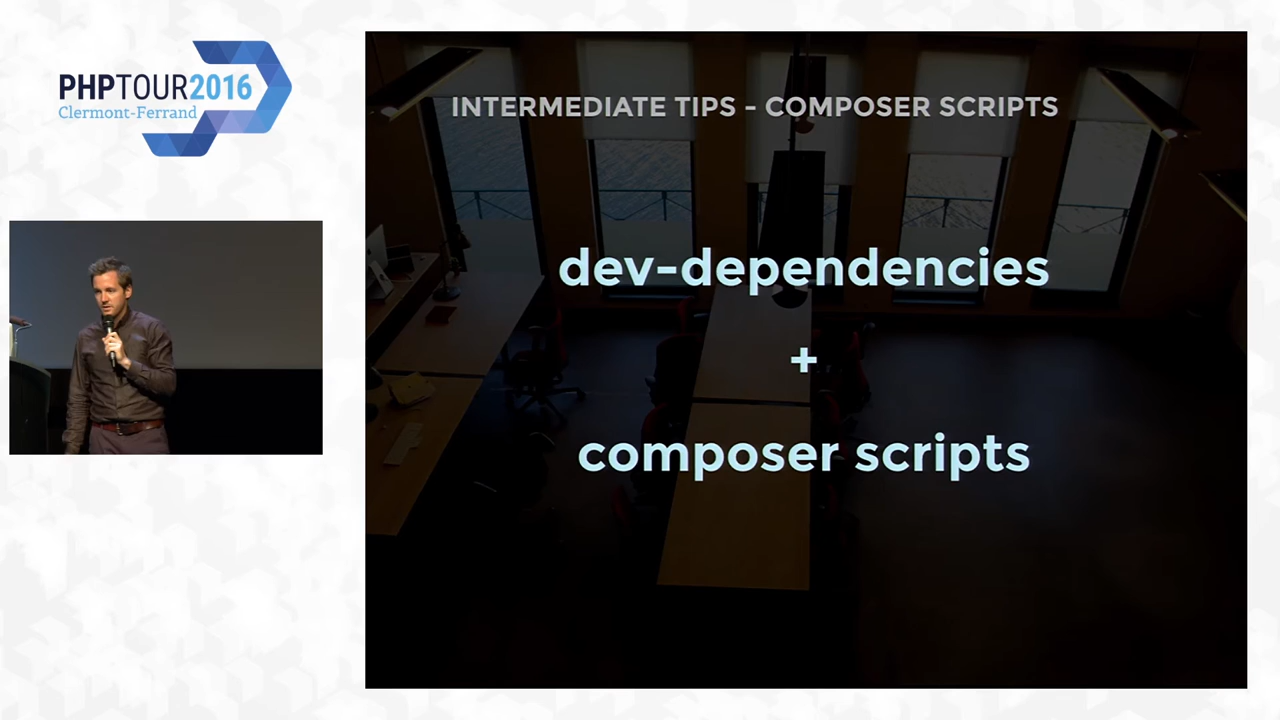 PHPTOUR2016
Clermont-Ferrand
INTERMEDIATE TIPS - COMPOSER SCRIPTS
dev-dependencies
+
composer scripts